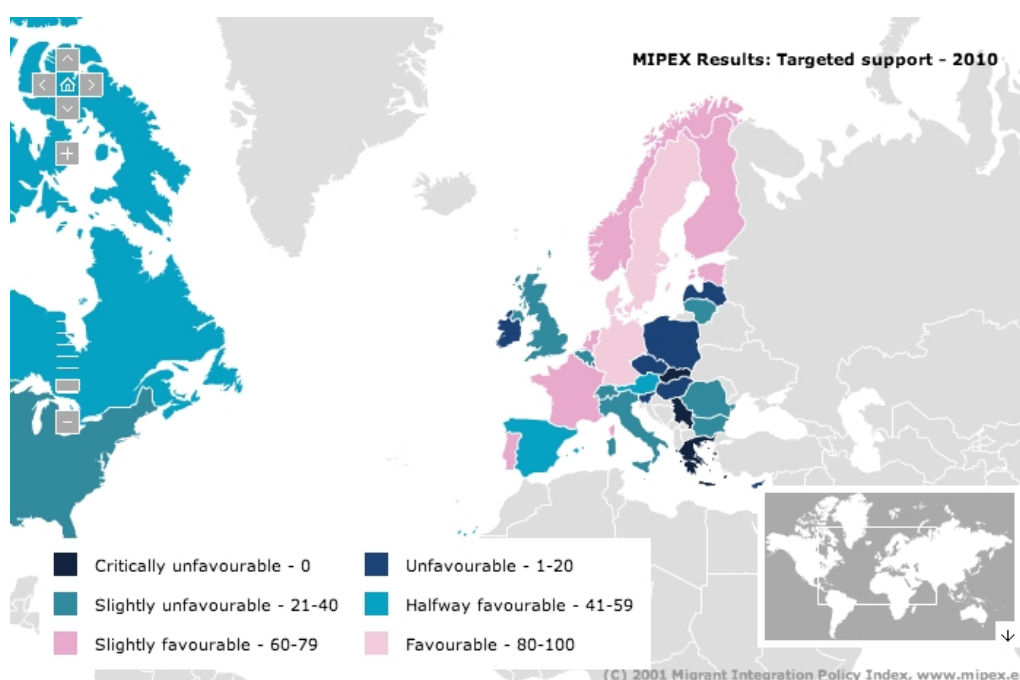 MIPEX Results: Targeted support - 2010
Critically unfavourable - 0
Unfavourable - 1-20
Slightly unfavourable - 21-40
Halfway favourable - 41-59
Slightly favourable - 60-79
Favourable - 80-100
(C) 2001 Migrant Integration Policy Index, www.mipex.e